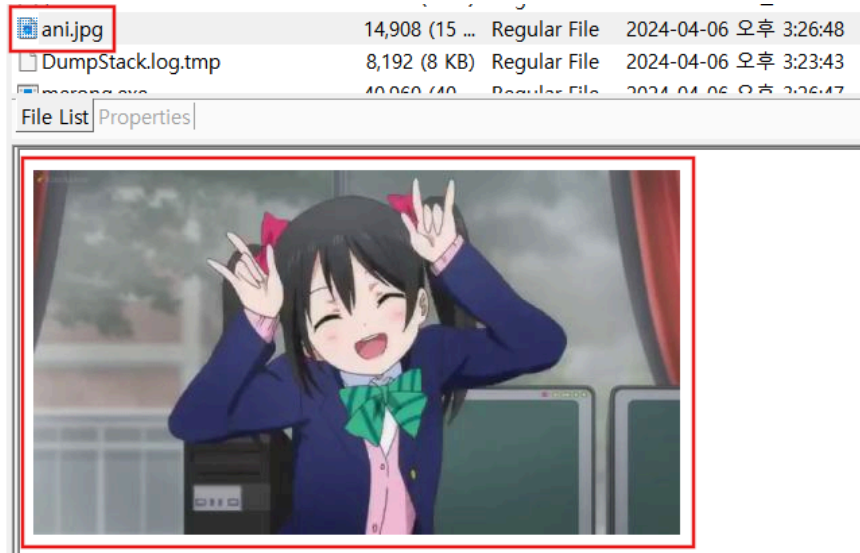 ani.jpg 14,908 (15 ... Regular File 2024-04-06 오후 3:26:48
DumpStack.log.tmp 8,192 (8 KB) Regular File 2024-04-06 오후 3:23:43
File List Properties